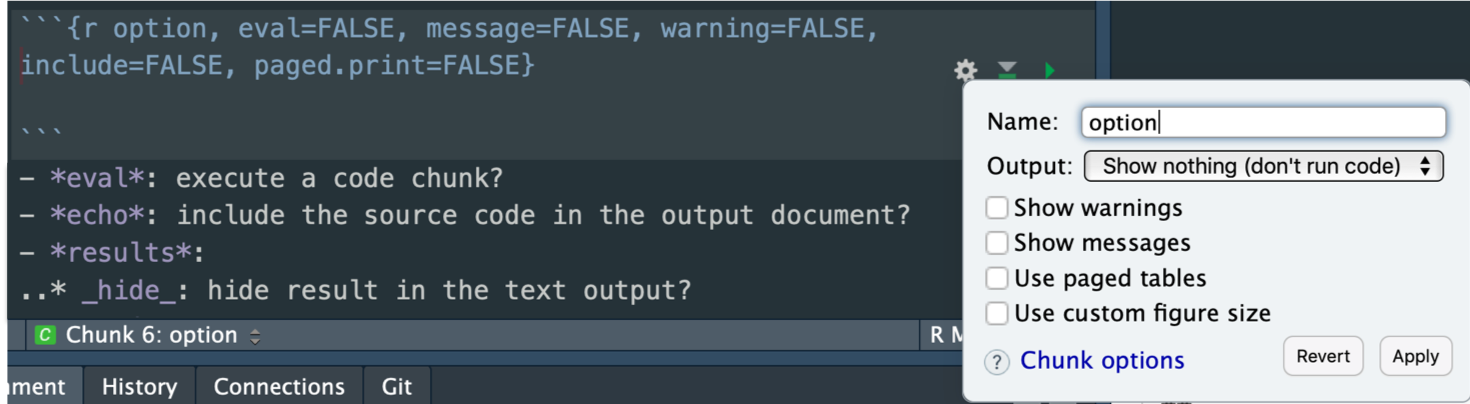 ```{r option, eval=FALSE, message=FALSE, warning=FALSE,
include=FALSE, paged.print=FALSE}
```
- *eval*: execute a code chunk?
- *echo*: include the source code in the output document?
- *results*:
..* _hide_: hide result in the text output?
C Chunk 6: option
R
History Connections Git
Name: option
Output: Show nothing (don't run code)
Show warnings
Show messages
Use paged tables
Use custom figure size
? Chunk options Revert Apply